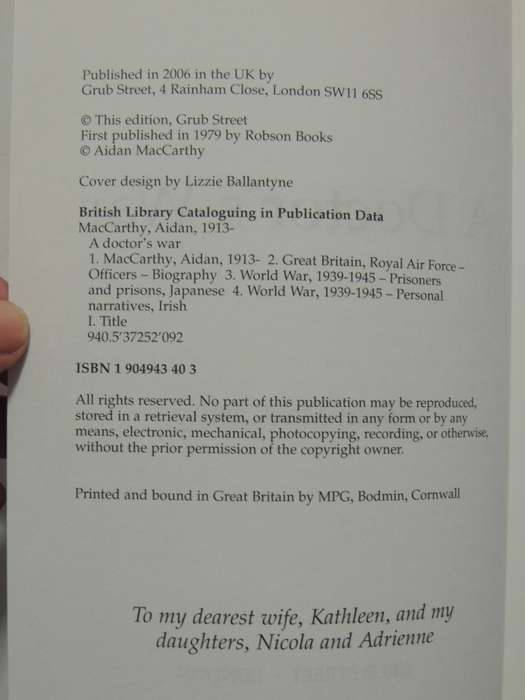 Published in 2006 in the UK by
Grub Street, 4 Rainham Close, London SW11 6SS
© This edition, Grub Street
First published in 1979 by Robson Books
© Aidan MacCarthy
Cover design by Lizzie Ballantyne
British Library Cataloguing in Publication Data
MacCarthy, Aidan, 1913-
A doctor's war
1. MacCarthy, Aidan, 1913- 2. Great Britain, Royal Air Force –
Officers – Biography 3. World War, 1939-1945 – Prisoners
and prisons, Japanese 4. World War, 1939-1945 – Personal
narratives, Irish
I. Title
940.5'37252'092
ISBN 1 904943 40 3
All rights reserved. No part of this publication may be reproduced,
stored in a retrieval system, or transmitted in any form or by any
means, electronic, mechanical, photocopying, recording, or otherwise,
without the prior permission of the copyright owner.
Printed and bound in Great Britain by MPG, Bodmin, Cornwall
To my dearest wife, Kathleen, and my
daughters, Nicola and Adrienne